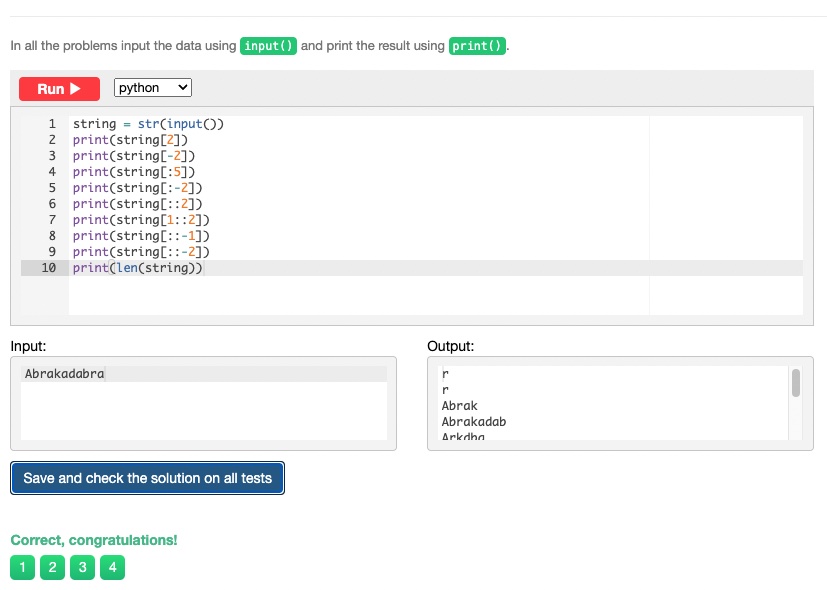 In all the problems input the data using input() and print the result using print().
Run
python
1 string = str(input())
2 print(string[2])
3 print(string[-2])
4 print(string[:5])
5 print(string[:-2])
6 print(string[::2])
7 print(string[1::2])
8 print(string[::-1])
9 print(string[::-2])
10 print(len(string))
Input:
Output:
Abrakadabra
r
r
Abrak
Abrakadab
Arkdba
Save and check the solution on all tests
Correct, congratulations!
1 2 3 4